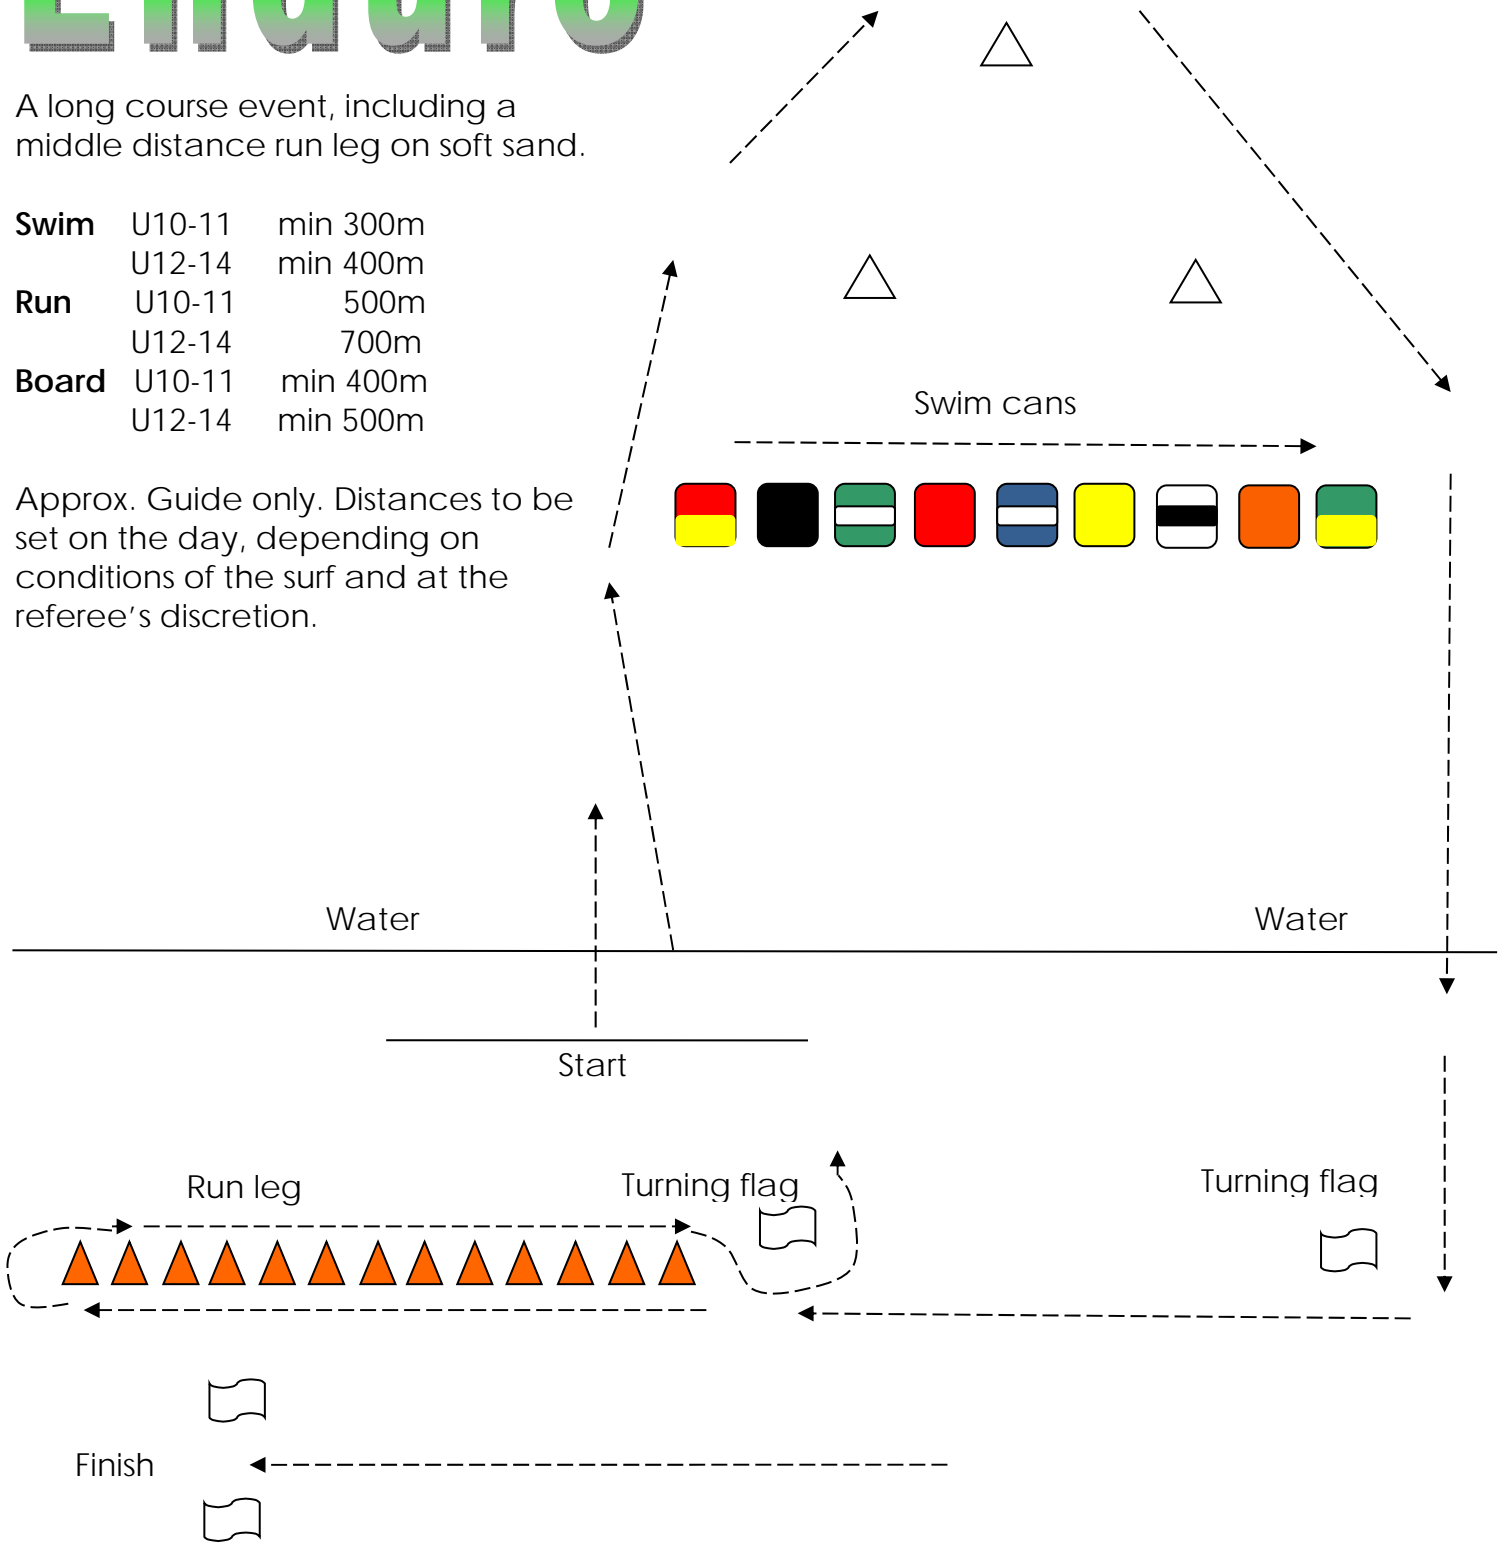 Enduro
A long course event, including a
middle distance run leg on soft sand.
Swim U10-11 min 300m
U12-14 min 400m
Run U10-11 500m
U12-14 700m
Board U10-11 min 400m
U12-14 min 500m
Approx. Guide only. Distances to be
set on the day, depending on
conditions of the surf and at the
referee’s discretion.
Swim cans
Water
Water
Start
Run leg
Turning flag
Turning flag
Finish